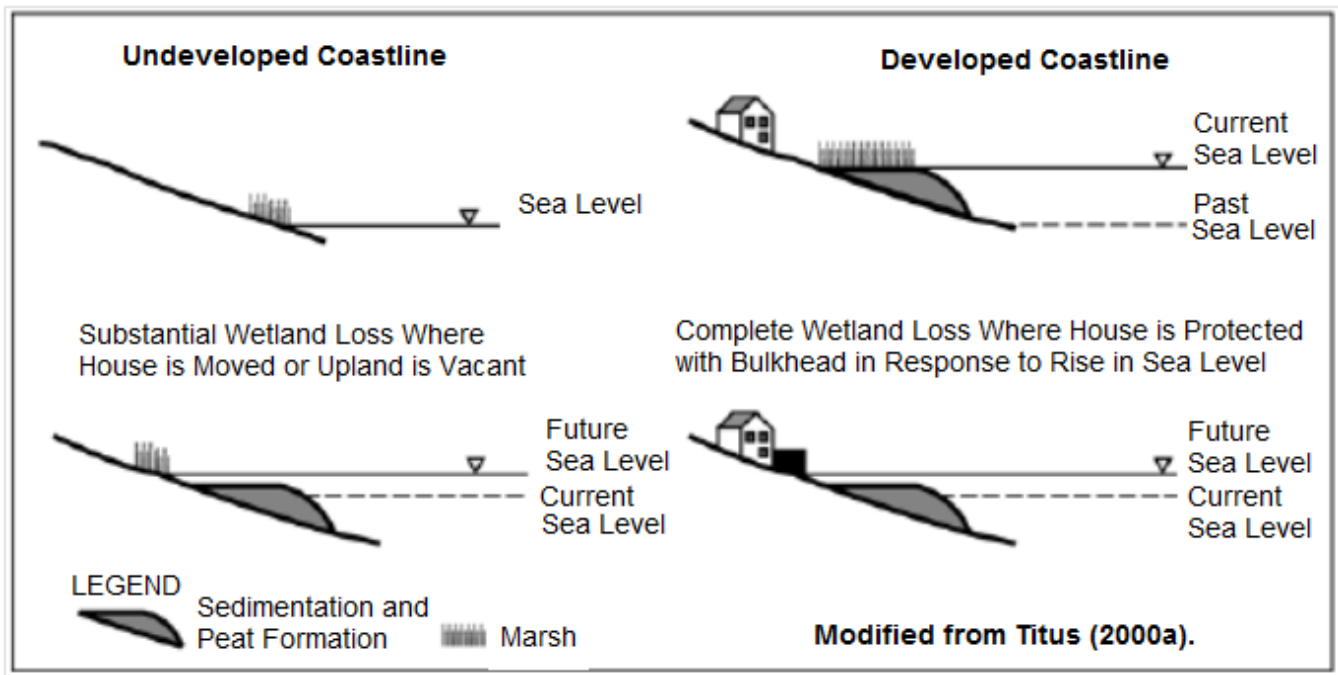 Undeveloped Coastline
Sea Level
Developed Coastline
Current
Sea Level
Past
Sea Level
Substantial Wetland Loss Where
House is Moved or Upland is Vacant
Future
Sea Level
Current
Sea Level
Complete Wetland Loss Where House is Protected
with Bulkhead in Response to Rise in Sea Level
Future
Sea Level
Current
Sea Level
LEGEND
Sedimentation and
Peat Formation
Marsh
Modified from Titus (2000a).